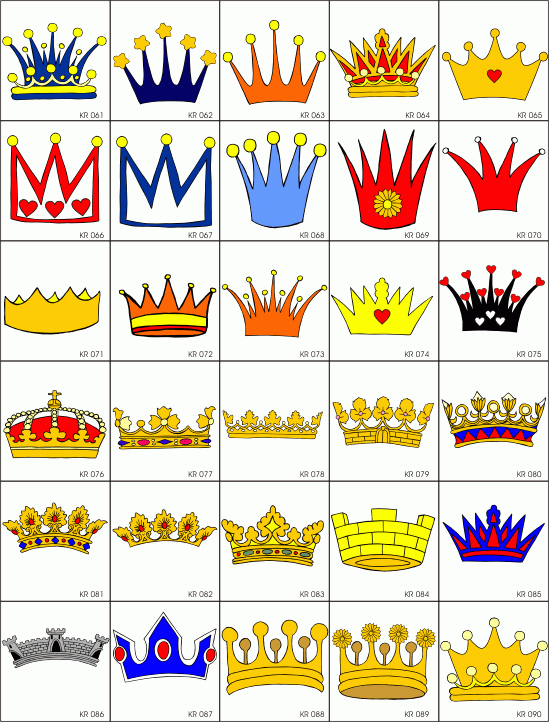 KR 061
KR 062
KR 063
KR 064
KR 065
KR 066
KR 067
KR 068
KR 069
KR 070
KR 071
KR 072
KR 073
KR 074
KR 075
KR 076
KR 077
KR 078
KR 079
KR 080
KR 081
KR 082
KR 083
KR 084
KR 085
KR 086
KR 087
KR 088
KR 089
KR 090